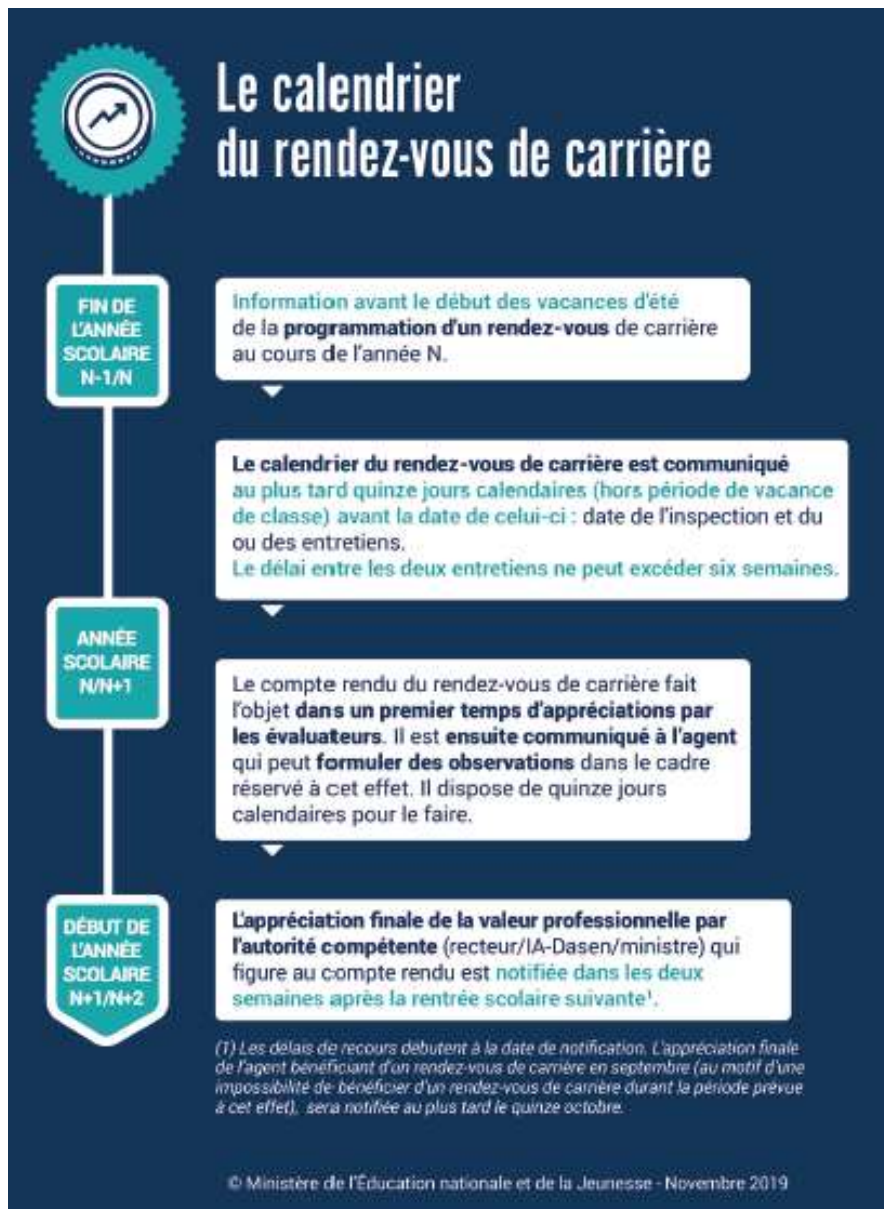 Le calendrier
du rendez-vous de carrière
FIN DE
L'ANNÉE
SCOLAIRE
N-1/N
Information avant le début des vacances d'été
de la programmation d'un rendez-vous de carrière
au cours de l'année N.
Le calendrier du rendez-vous de carrière est communiqué
au plus tard quinze jours calendaires (hors période de vacance
de classe) avant la date de celui-ci : date de l'inspection et du
ou des entretiens.
Le délai entre les deux entretiens ne peut excéder six semaines.
ANNÉE
SCOLAIRE
N/N+1
Le compte rendu du rendez-vous de carrière fait
l'objet dans un premier temps d'appréciations par
les évaluateurs. Il est ensuite communiqué à l'agent
qui peut formuler des observations dans le cadre
réservé à cet effet. Il dispose de quinze jours
calendaires pour le faire.
DÉBUT DE
L'ANNÉE
SCOLAIRE
N+1/N+2
L'appréciation finale de la valeur professionnelle par
l'autorité compétente (recteur/IA-Dasen/ministre) qui
figure au compte rendu est notifiée dans les deux
semaines après la rentrée scolaire suivante¹.
(1) Les délais de recours débutent à la date de notification. L'appréciation finale
de l'agent bénéficiant d'un rendez-vous de carrière en septembre (au motif d'une
impossibilité de bénéficier d'un rendez-vous de carrière durant la période prévue
à cet effet), sera notifiée au plus tard le quinze octobre.
© Ministère de l'Éducation nationale et de la Jeunesse - Novembre 2019